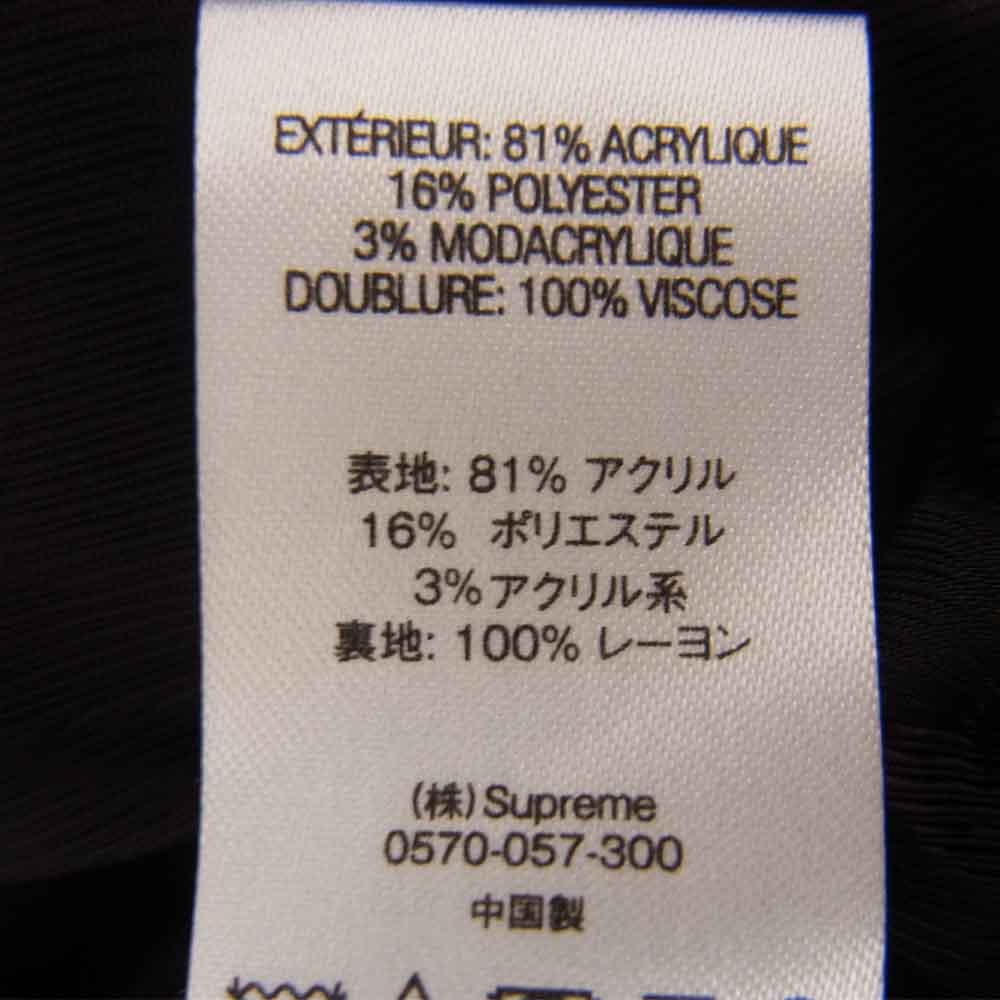 EXTÉRIEUR: 81% ACRYLIQUE
16% POLYESTER
3% MODACRYLIQUE
DOUBLURE: 100% VISCOSE
表地: 81% アクリル
16% ポリエステル
3%アクリル系
裏地: 100% レーヨン
(株)Supreme
0570-057-300
中国製